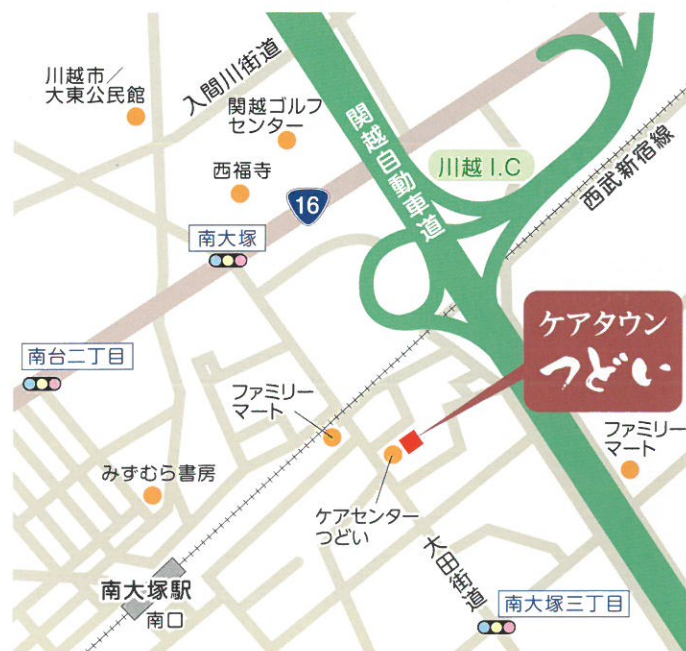 川越市／
大東公民館
入間川街道
関越ゴルフ
センター
西福寺
16
南大塚
関越自動車道
川越I.C
西武新宿線
ケアタウン
つどい
南台二丁目
ファミリー
マート
ファミリー
マート
みずむら書房
ケアセンター
つどい
大田街道
南大塚駅
南口
南大塚三丁目